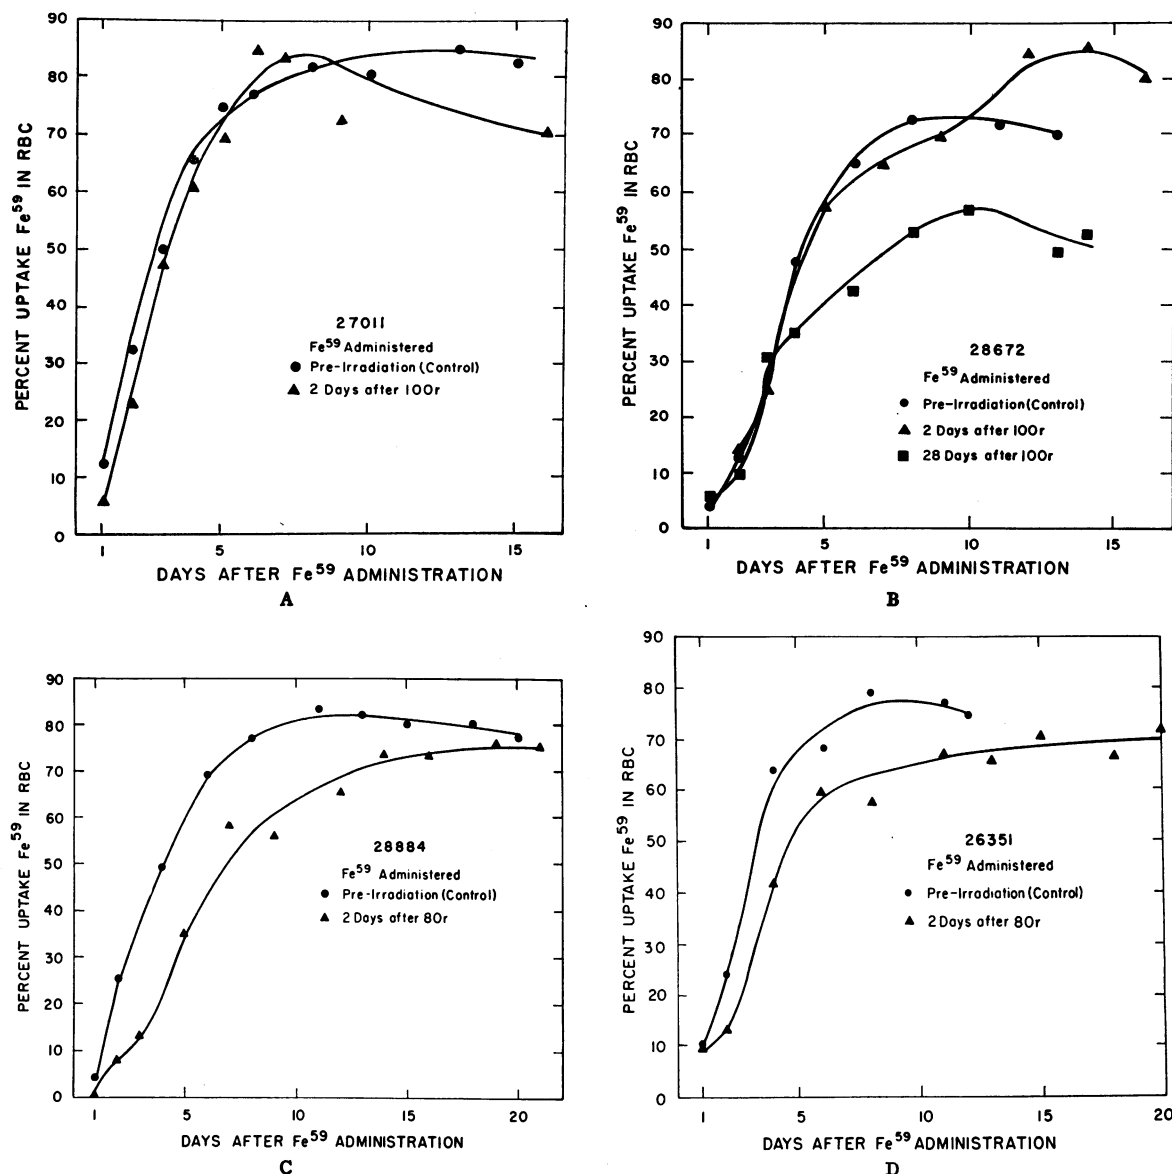 90
80
70
60
50
40
30
20
10
0
PERCENT UPTAKE Fe59 IN RBC
27011
Fe59 Administered
Pre-Irradiation (Control)
2 Days after 100r
1 5 10 15
DAYS AFTER Fe59 ADMINISTRATION
A
90
80
70
60
50
40
30
20
10
0
PERCENT UPTAKE Fe59 IN RBC
28672
Fe59 Administered
Pre-Irradiation (Control)
2 Days after 100r
28 Days after 100r
1 5 10 15
DAYS AFTER Fe59 ADMINISTRATION
B
90
80
70
60
50
40
30
20
10
0
PERCENT UPTAKE Fe59 IN RBC
28884
Fe59 Administered
Pre-Irradiation (Control)
2 Days after 80r
1 5 10 15 20
DAYS AFTER Fe59 ADMINISTRATION
C
90
80
70
60
50
40
30
20
10
0
PERCENT UPTAKE Fe59 IN RBC
26351
Fe59 Administered
Pre-Irradiation (Control)
2 Days after 80r
1 5 10 15 20
DAYS AFTER Fe59 ADMINISTRATION
D